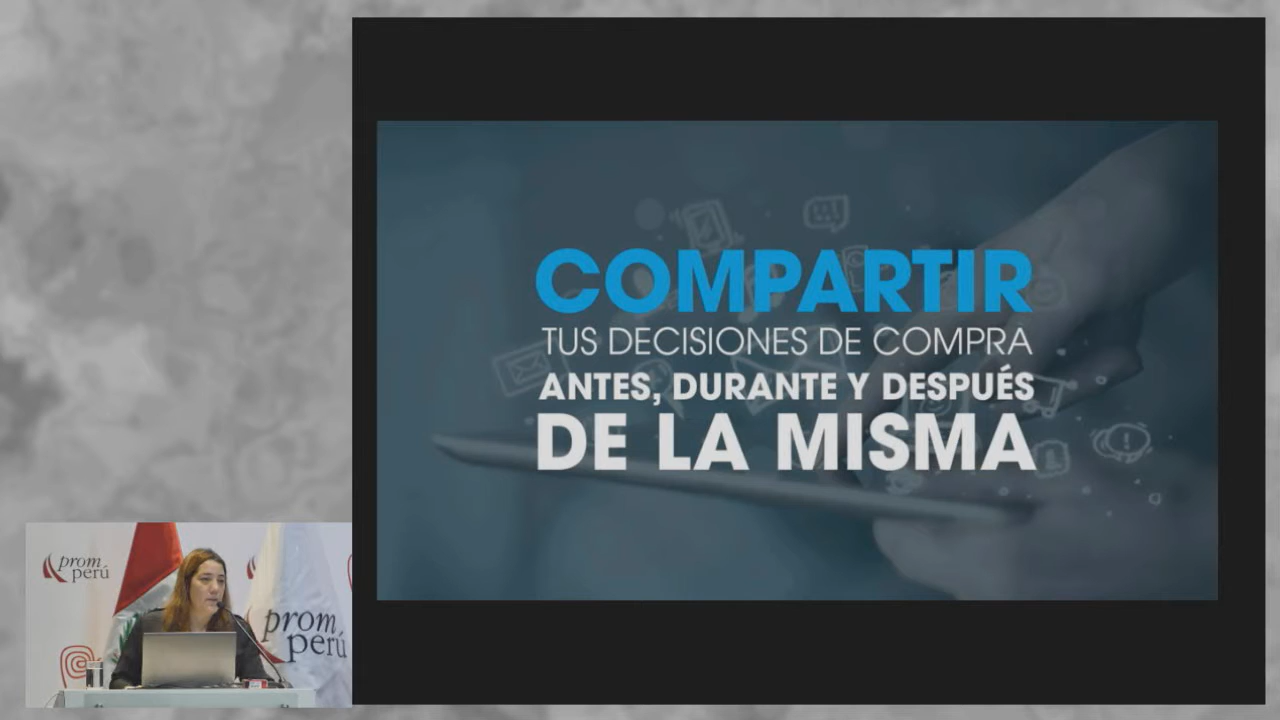 COMPARTIR
TUS DECISIONES DE COMPRA
ANTES, DURANTE Y DESPUÉS
DE LA MISMA
prom
perú
prom
perú